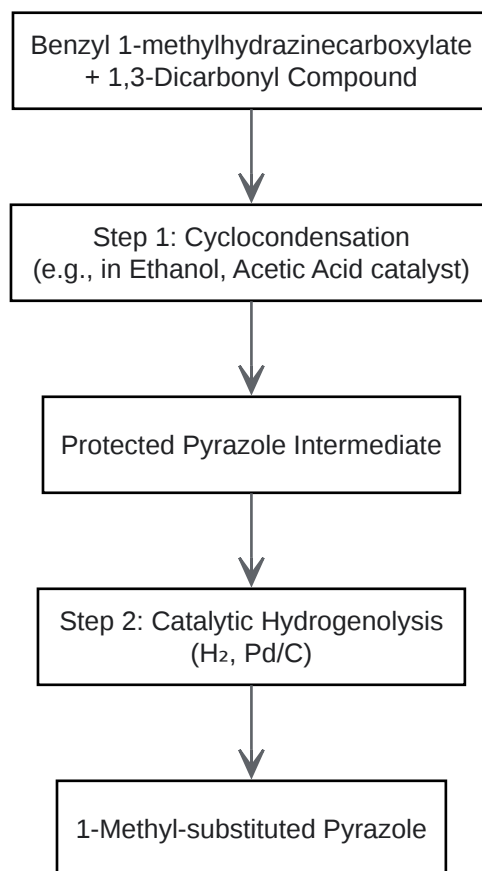 Benzyl 1-methylhydrazinecarboxylate
+ 1,3-Dicarbonyl Compound
Step 1: Cyclocondensation
(e.g., in Ethanol, Acetic Acid catalyst)
Protected Pyrazole Intermediate
Step 2: Catalytic Hydrogenolysis
(H₂, Pd/C)
1-Methyl-substituted Pyrazole